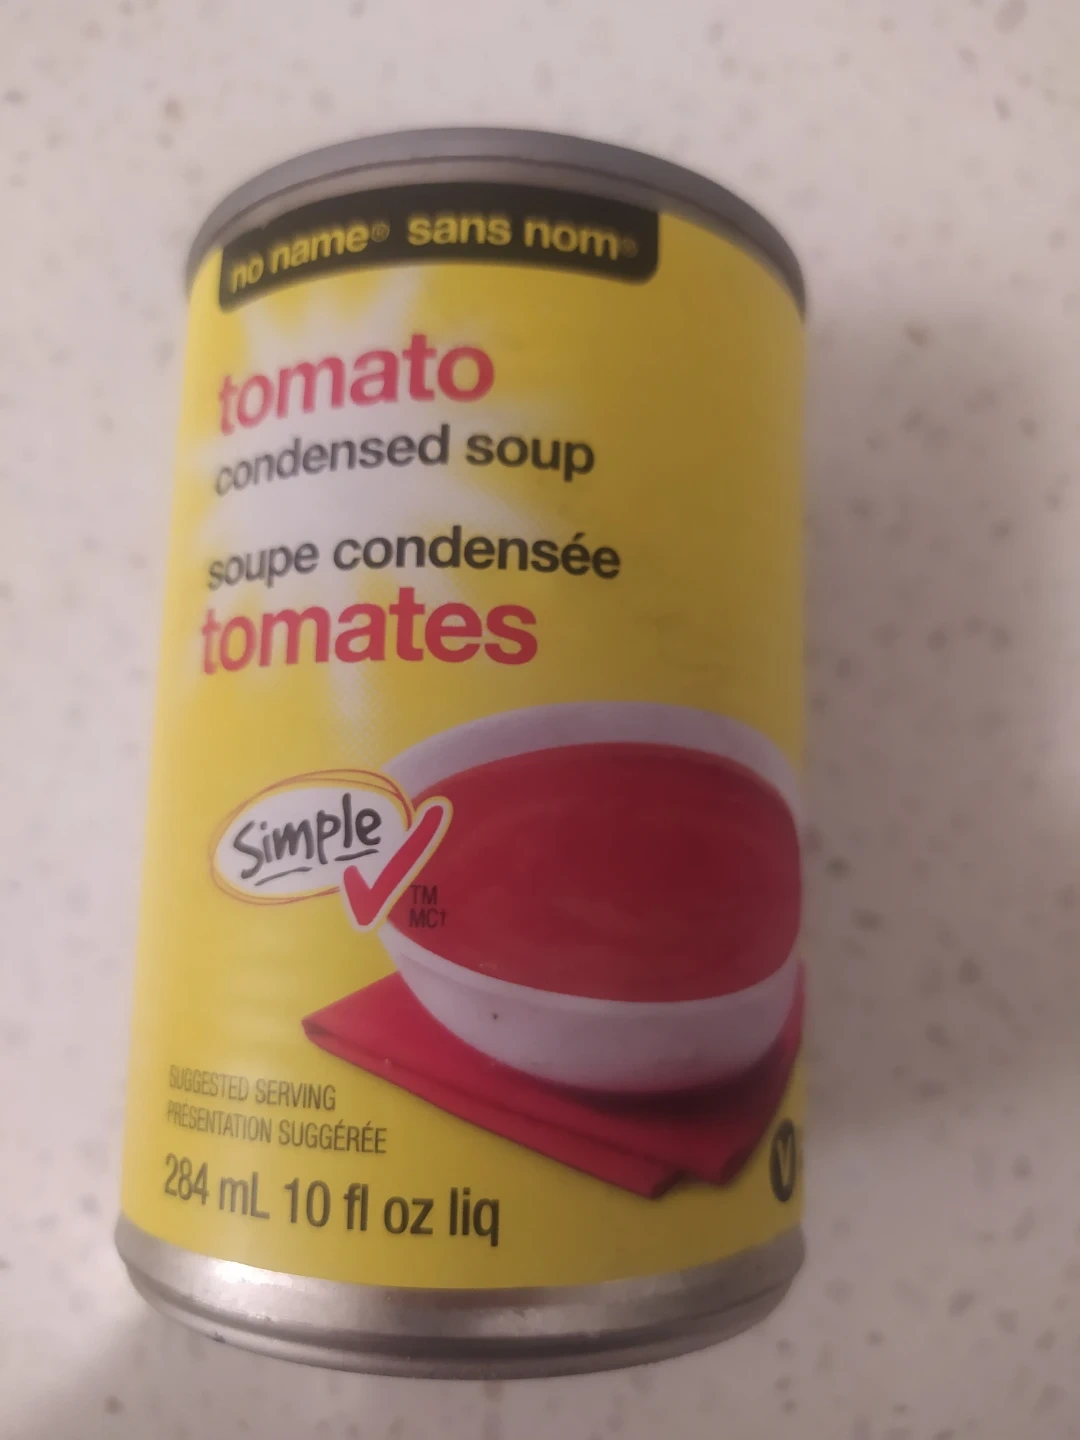 no name® sans nom®
tomato
condensed soup
soupe condensée
tomates
Simple
TM
MC†
SUGGESTED SERVING
PRÉSENTATION SUGGÉRÉE
284 mL 10 fl oz liq
V